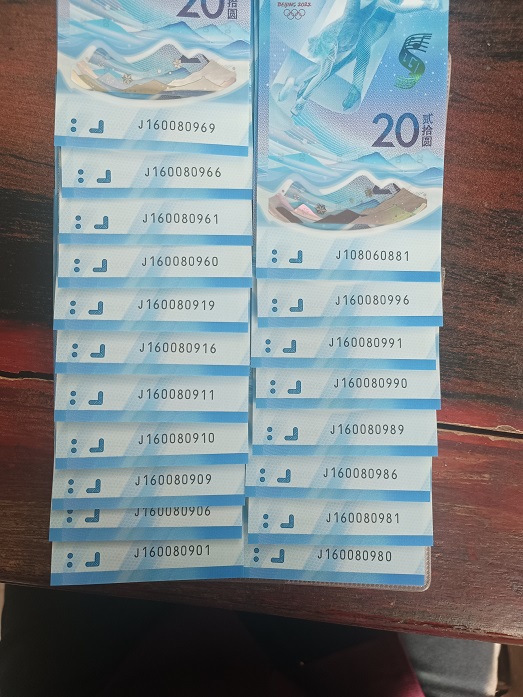 20 贰拾圆
J160080969
J160080966
J160080961
J160080960
J160080919
J160080916
J160080911
J160080910
J160080909
J160080906
J160080901
BEIJING 2022
20 贰拾圆
J108060881
J160080996
J160080991
J160080990
J160080989
J160080986
J160080981
J160080980